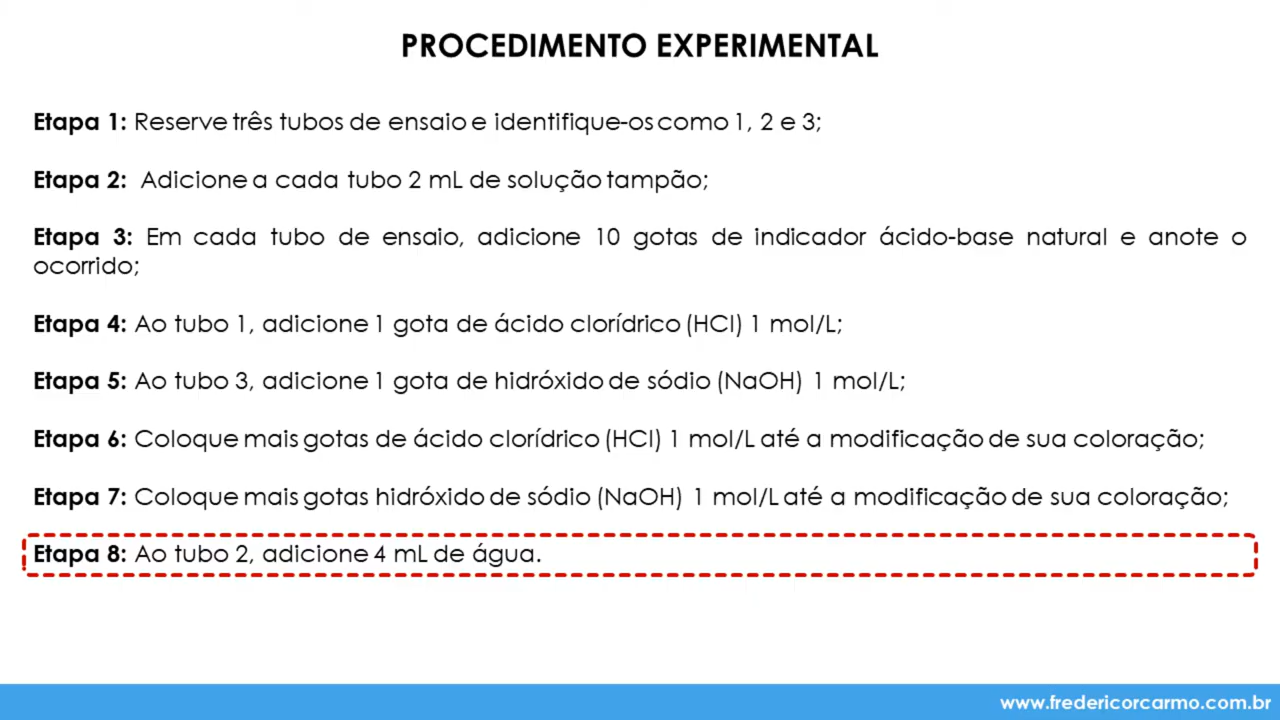 PROCEDIMENTO EXPERIMENTAL
Etapa 1: Reserve três tubos de ensaio e identifique-os como 1, 2 e 3;
Etapa 2: Adicione a cada tubo 2 mL de solução tampão;
Etapa 3: Em cada tubo de ensaio, adicione 10 gotas de indicador ácido-base natural e anote o
ocorrido;
Etapa 4: Ao tubo 1, adicione 1 gota de ácido clorídrico (HCl) 1 mol/L;
Etapa 5: Ao tubo 3, adicione 1 gota de hidróxido de sódio (NaOH) 1 mol/L;
Etapa 6: Coloque mais gotas de ácido clorídrico (HCl) 1 mol/L até a modificação de sua coloração;
Etapa 7: Coloque mais gotas hidróxido de sódio (NaOH) 1 mol/L até a modificação de sua coloração;
Etapa 8: Ao tubo 2, adicione 4 mL de água.
www.fredericorcarmo.com.br